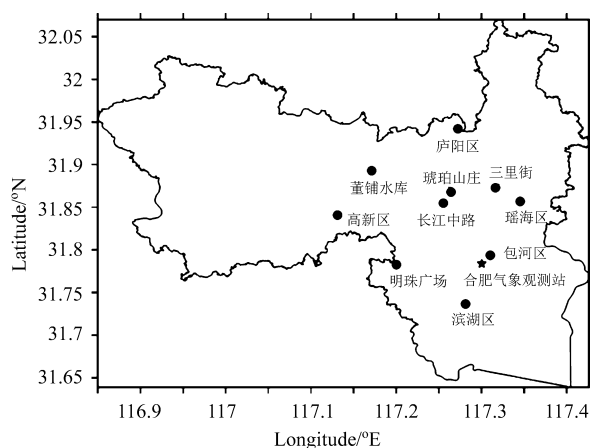 32.05
32
31.95
31.9
31.85
31.8
31.75
31.7
31.65
Latitude/°N
庐阳区
董铺水库
琥珀山庄
三里街
高新区
长江中路
瑶海区
包河区
明珠广场
合肥气象观测站
滨湖区
116.9 117 117.1 117.2 117.3 117.4
Longitude/°E